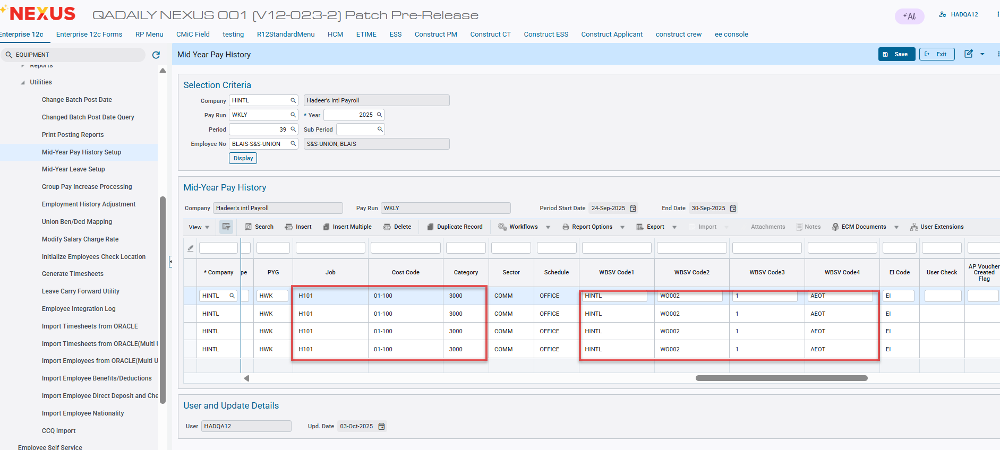 NEXUS QADAILY NEXUS 001 (V12-023-2) Patch Pre-Release AI HADQA12
Enterprise 12c Enterprise 12c Forms RP Menu CMiC Field testing R12StandardMenu HCM ETIME ESS Construct PM Construct CT Construct ESS Construct Applicant construct crew ee console
EQUIPMENT
Reports
Utilities
Change Batch Post Date
Changed Batch Post Date Query
Print Posting Reports
Mid-Year Pay History Setup
Mid-Year Leave Setup
Group Pay Increase Processing
Employment History Adjustment
Union Ben/Ded Mapping
Modify Salary Charge Rate
Initialize Employees Check Location
Generate Timesheets
Leave Carry Forward Utility
Employee Integration Log
Import Timesheets from ORACLE
Import Timesheets from ORACLE(Multi U
Import Employees from ORACLE(Multi U
Import Employee Benefits/Deductions
Import Employee Direct Deposit and Che
Import Employee Nationality
CCQ import
Employee Self Service
Mid Year Pay History Save Exit
Selection Criteria
Company HINTL Hadeer's intl Payroll
Pay Run WKLY * Year 2025
Period 39 Sub Period
Employee No BLAIS-S&S-UNION S&S-UNION, BLAIS
Display
Mid-Year Pay History
Company Hadeer's intl Payroll Pay Run WKLY Period Start Date 24-Sep-2025 End Date 30-Sep-2025
View Search Insert Insert Multiple Delete Duplicate Record Workflows Report Options Export Import Attachments Notes ECM Documents User Extensions
* Company pe PYG Job Cost Code Category Sector Schedule WBSV Code1 WBSV Code2 WBSV Code3 WBSV Code4 EI Code User Check AP Voucher
Created
Flag
HINTL HWK H101 01-100 3000 COMM OFFICE HINTL WO002 1 AEOT EI
HINTL HWK H101 01-100 3000 COMM OFFICE HINTL WO002 1 AEOT EI
HINTL HWK H101 01-100 3000 COMM OFFICE HINTL WO002 1 AEOT EI
HINTL HWK H101 01-100 3000 COMM OFFICE HINTL WO002 1 AEOT EI
User and Update Details
User HADQA12 Upd. Date 03-Oct-2025